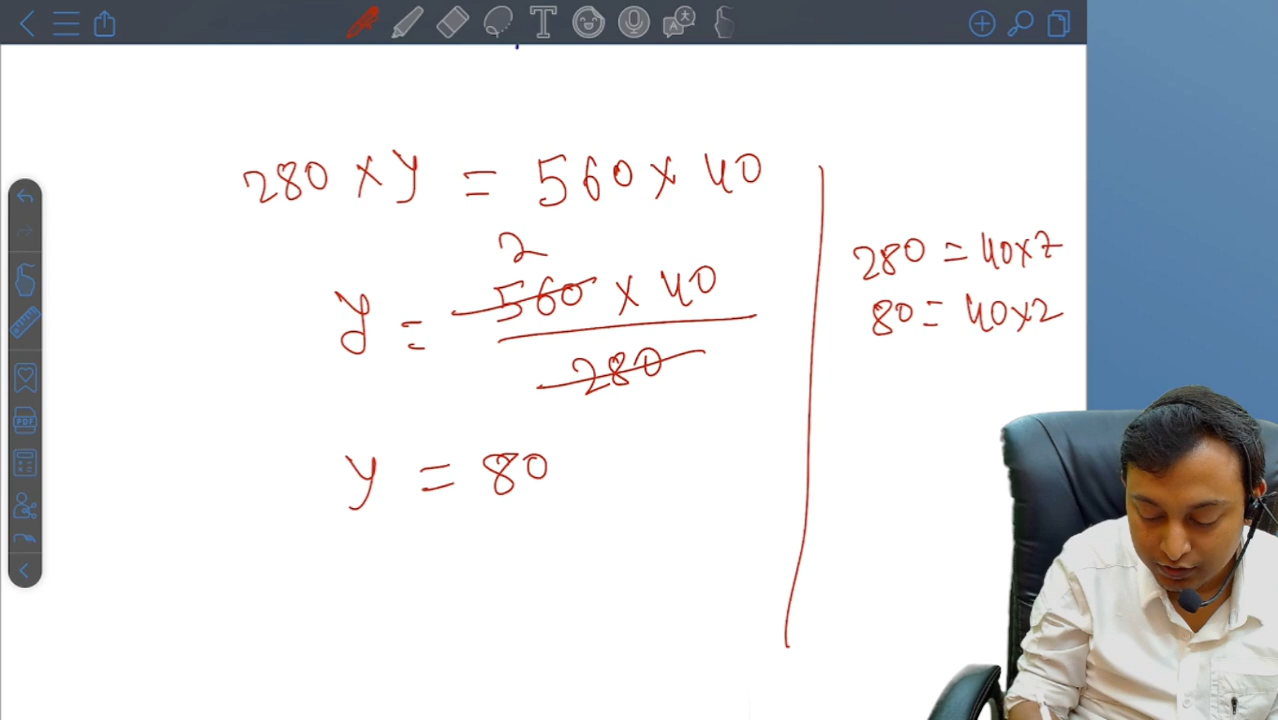 280 × y = 560 × 40
2
y = 560 × 40
280
y = 80
280 = 40×7
80 = 40×2